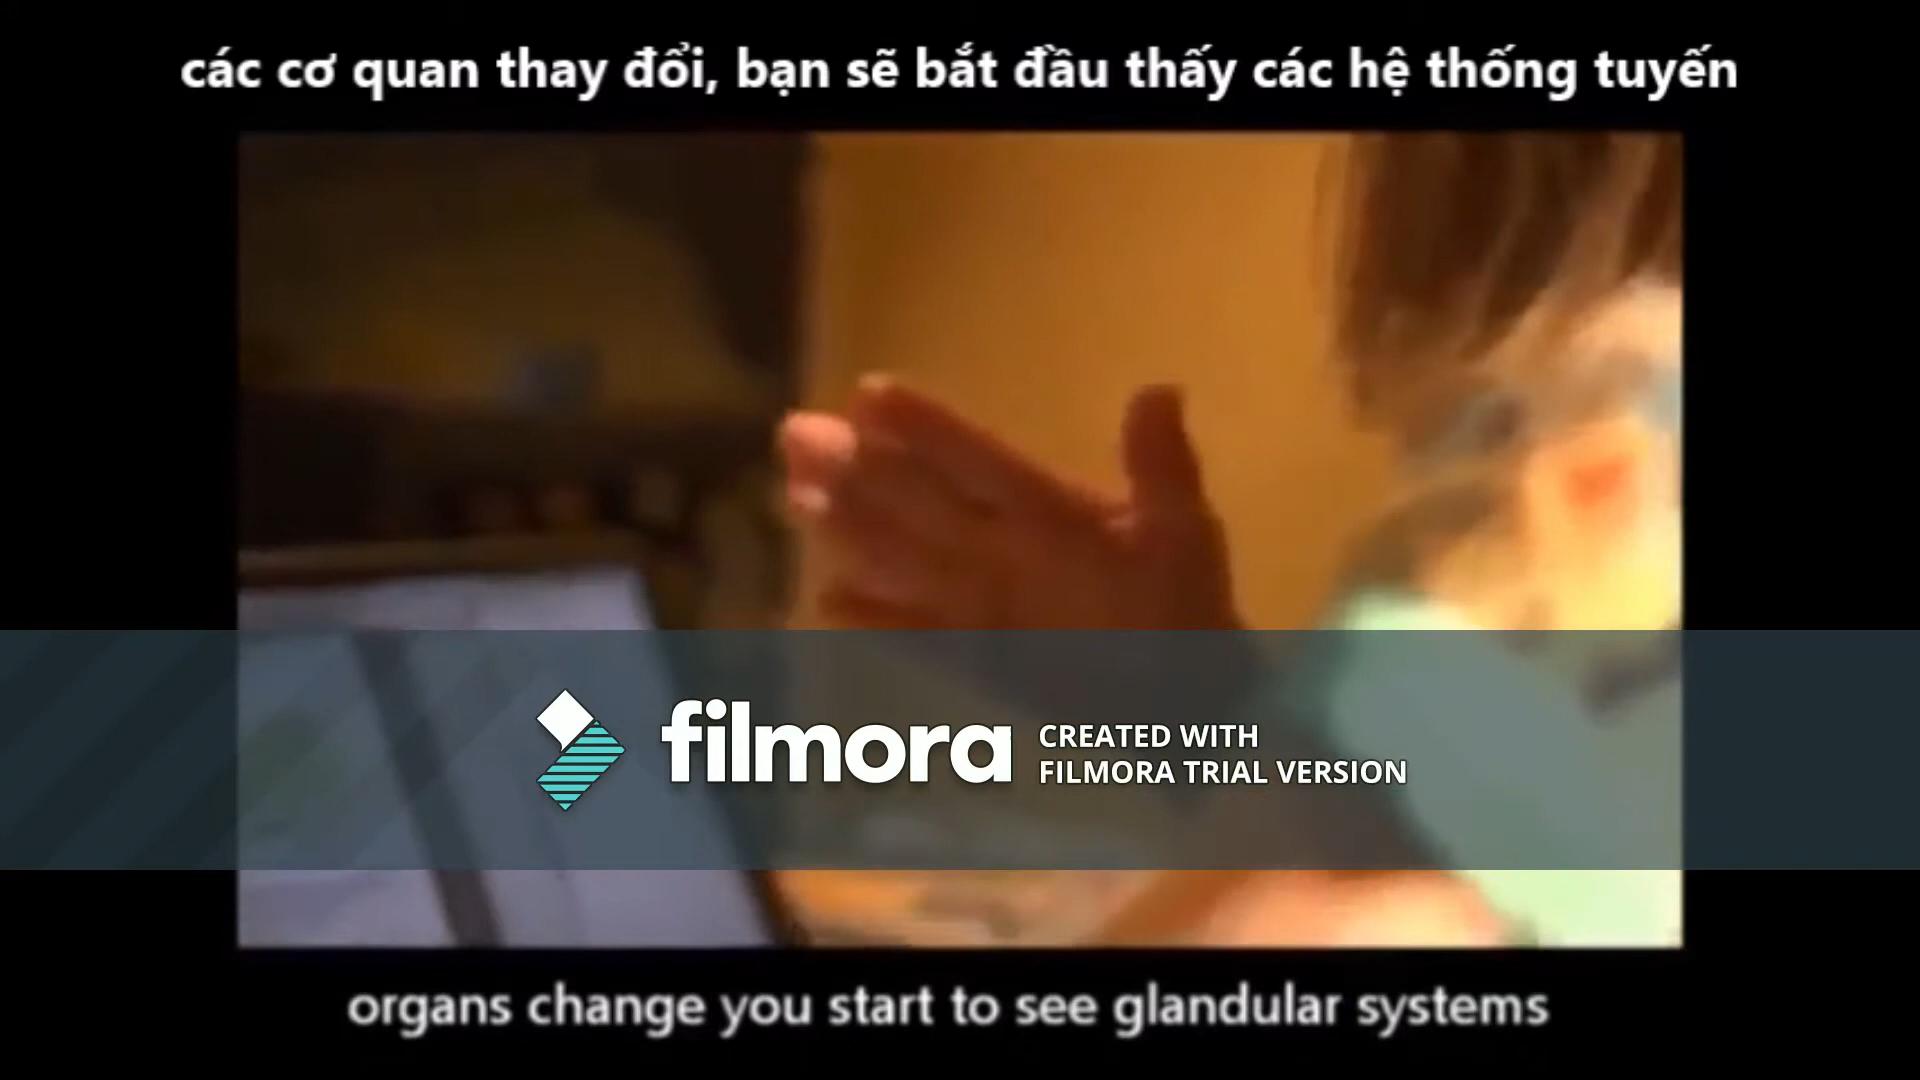 các cơ quan thay đổi, bạn sẽ bắt đầu thấy các hệ thống tuyến
filmora
CREATED WITH
FILMORA TRIAL VERSION
organs change you start to see glandular systems